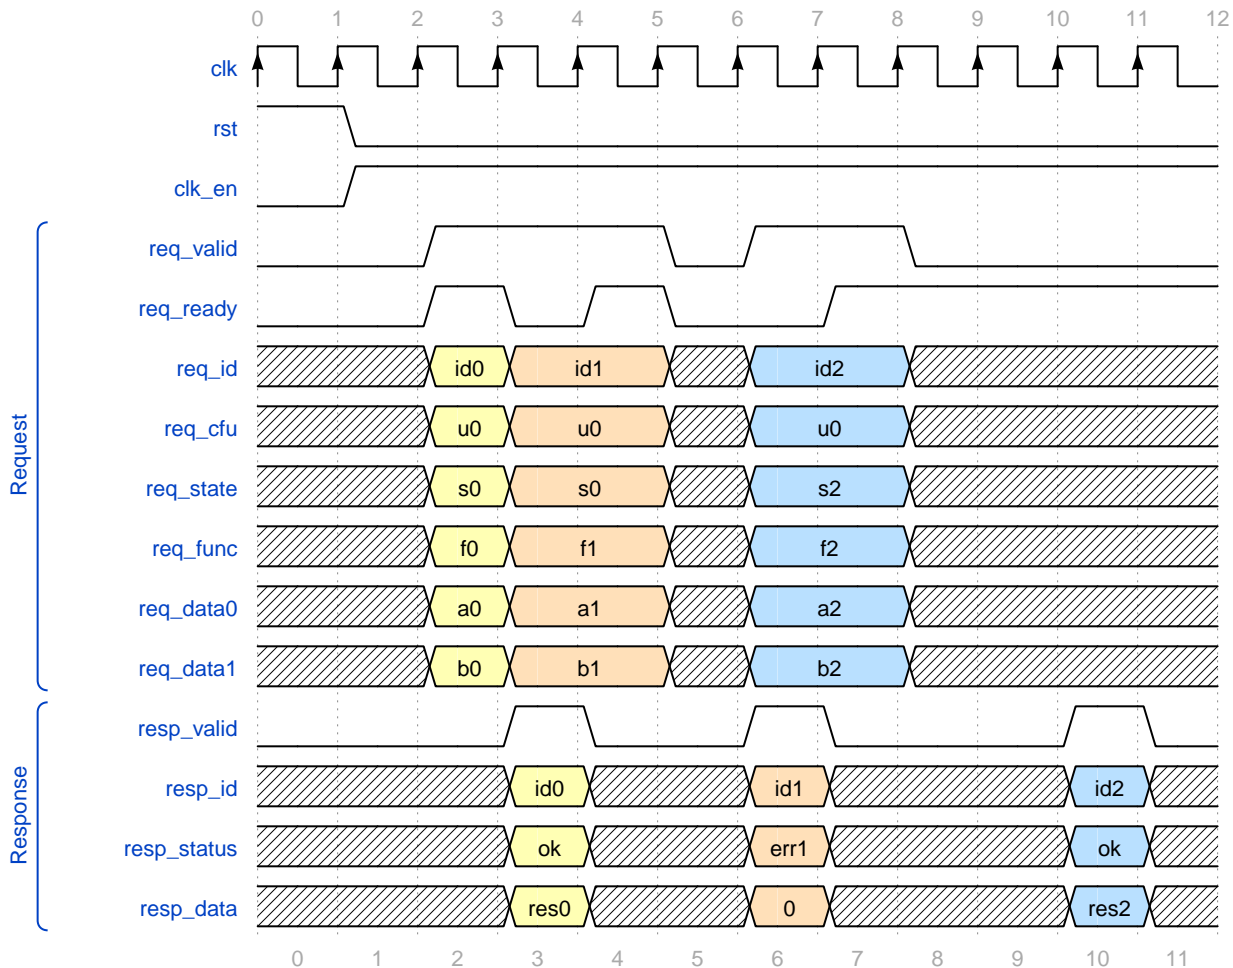 0 1 2 3 4 5 6 7 8 9 10 11 12
clk
rst
clk_en
Request
req_valid
req_ready
req_id id0 id1 id2
req_cfu u0 u0 u0
req_state s0 s0 s2
req_func f0 f1 f2
req_data0 a0 a1 a2
req_data1 b0 b1 b2
Response
resp_valid
resp_id id0 id1 id2
resp_status ok err1 ok
resp_data res0 0 res2
0 1 2 3 4 5 6 7 8 9 10 11